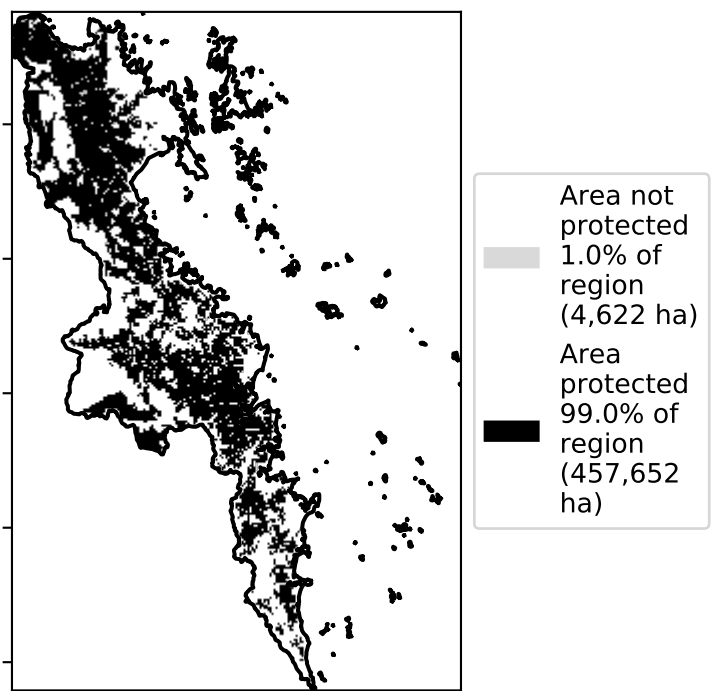 Area not
protected
1.0% of
region
(4,622 ha)
Area
protected
99.0% of
region
(457,652
ha)